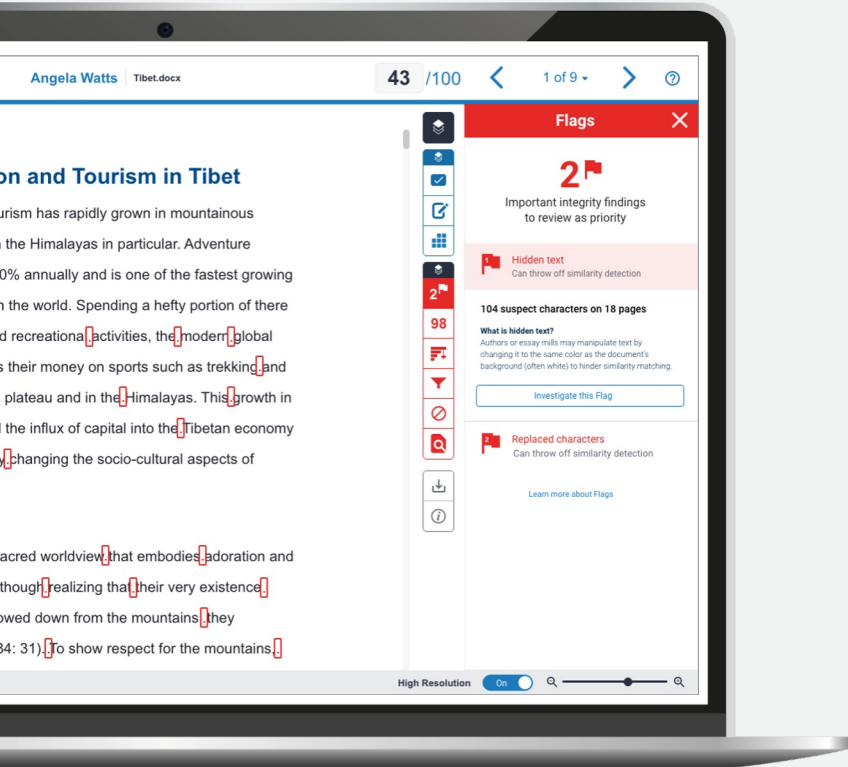 Angela Watts Tibet.docx 43 /100 1 of 9
on and Tourism in Tibet
urism has rapidly grown in mountainous
the Himalayas in particular. Adventure
0% annually and is one of the fastest growing
the world. Spending a hefty portion of there
d recreational.activities, the.modern.global
s their money on sports such as trekking.and
plateau and in the.Himalayas. This.growth in
the influx of capital into the.Tibetan economy
y.changing the socio-cultural aspects of
acred worldview.that embodies.adoration and
though.realizing that.their very existence.
owed down from the mountains.they
34: 31)..To show respect for the mountains..
2
98
Flags
2
Important integrity findings
to review as priority
1 Hidden text
Can throw off similarity detection
104 suspect characters on 18 pages
What is hidden text?
Authors or essay mills may manipulate text by
changing it to the same color as the document's
background (often white) to hinder similarity matching.
Investigate this Flag
2 Replaced characters
Can throw off similarity detection
Learn more about Flags
High Resolution On